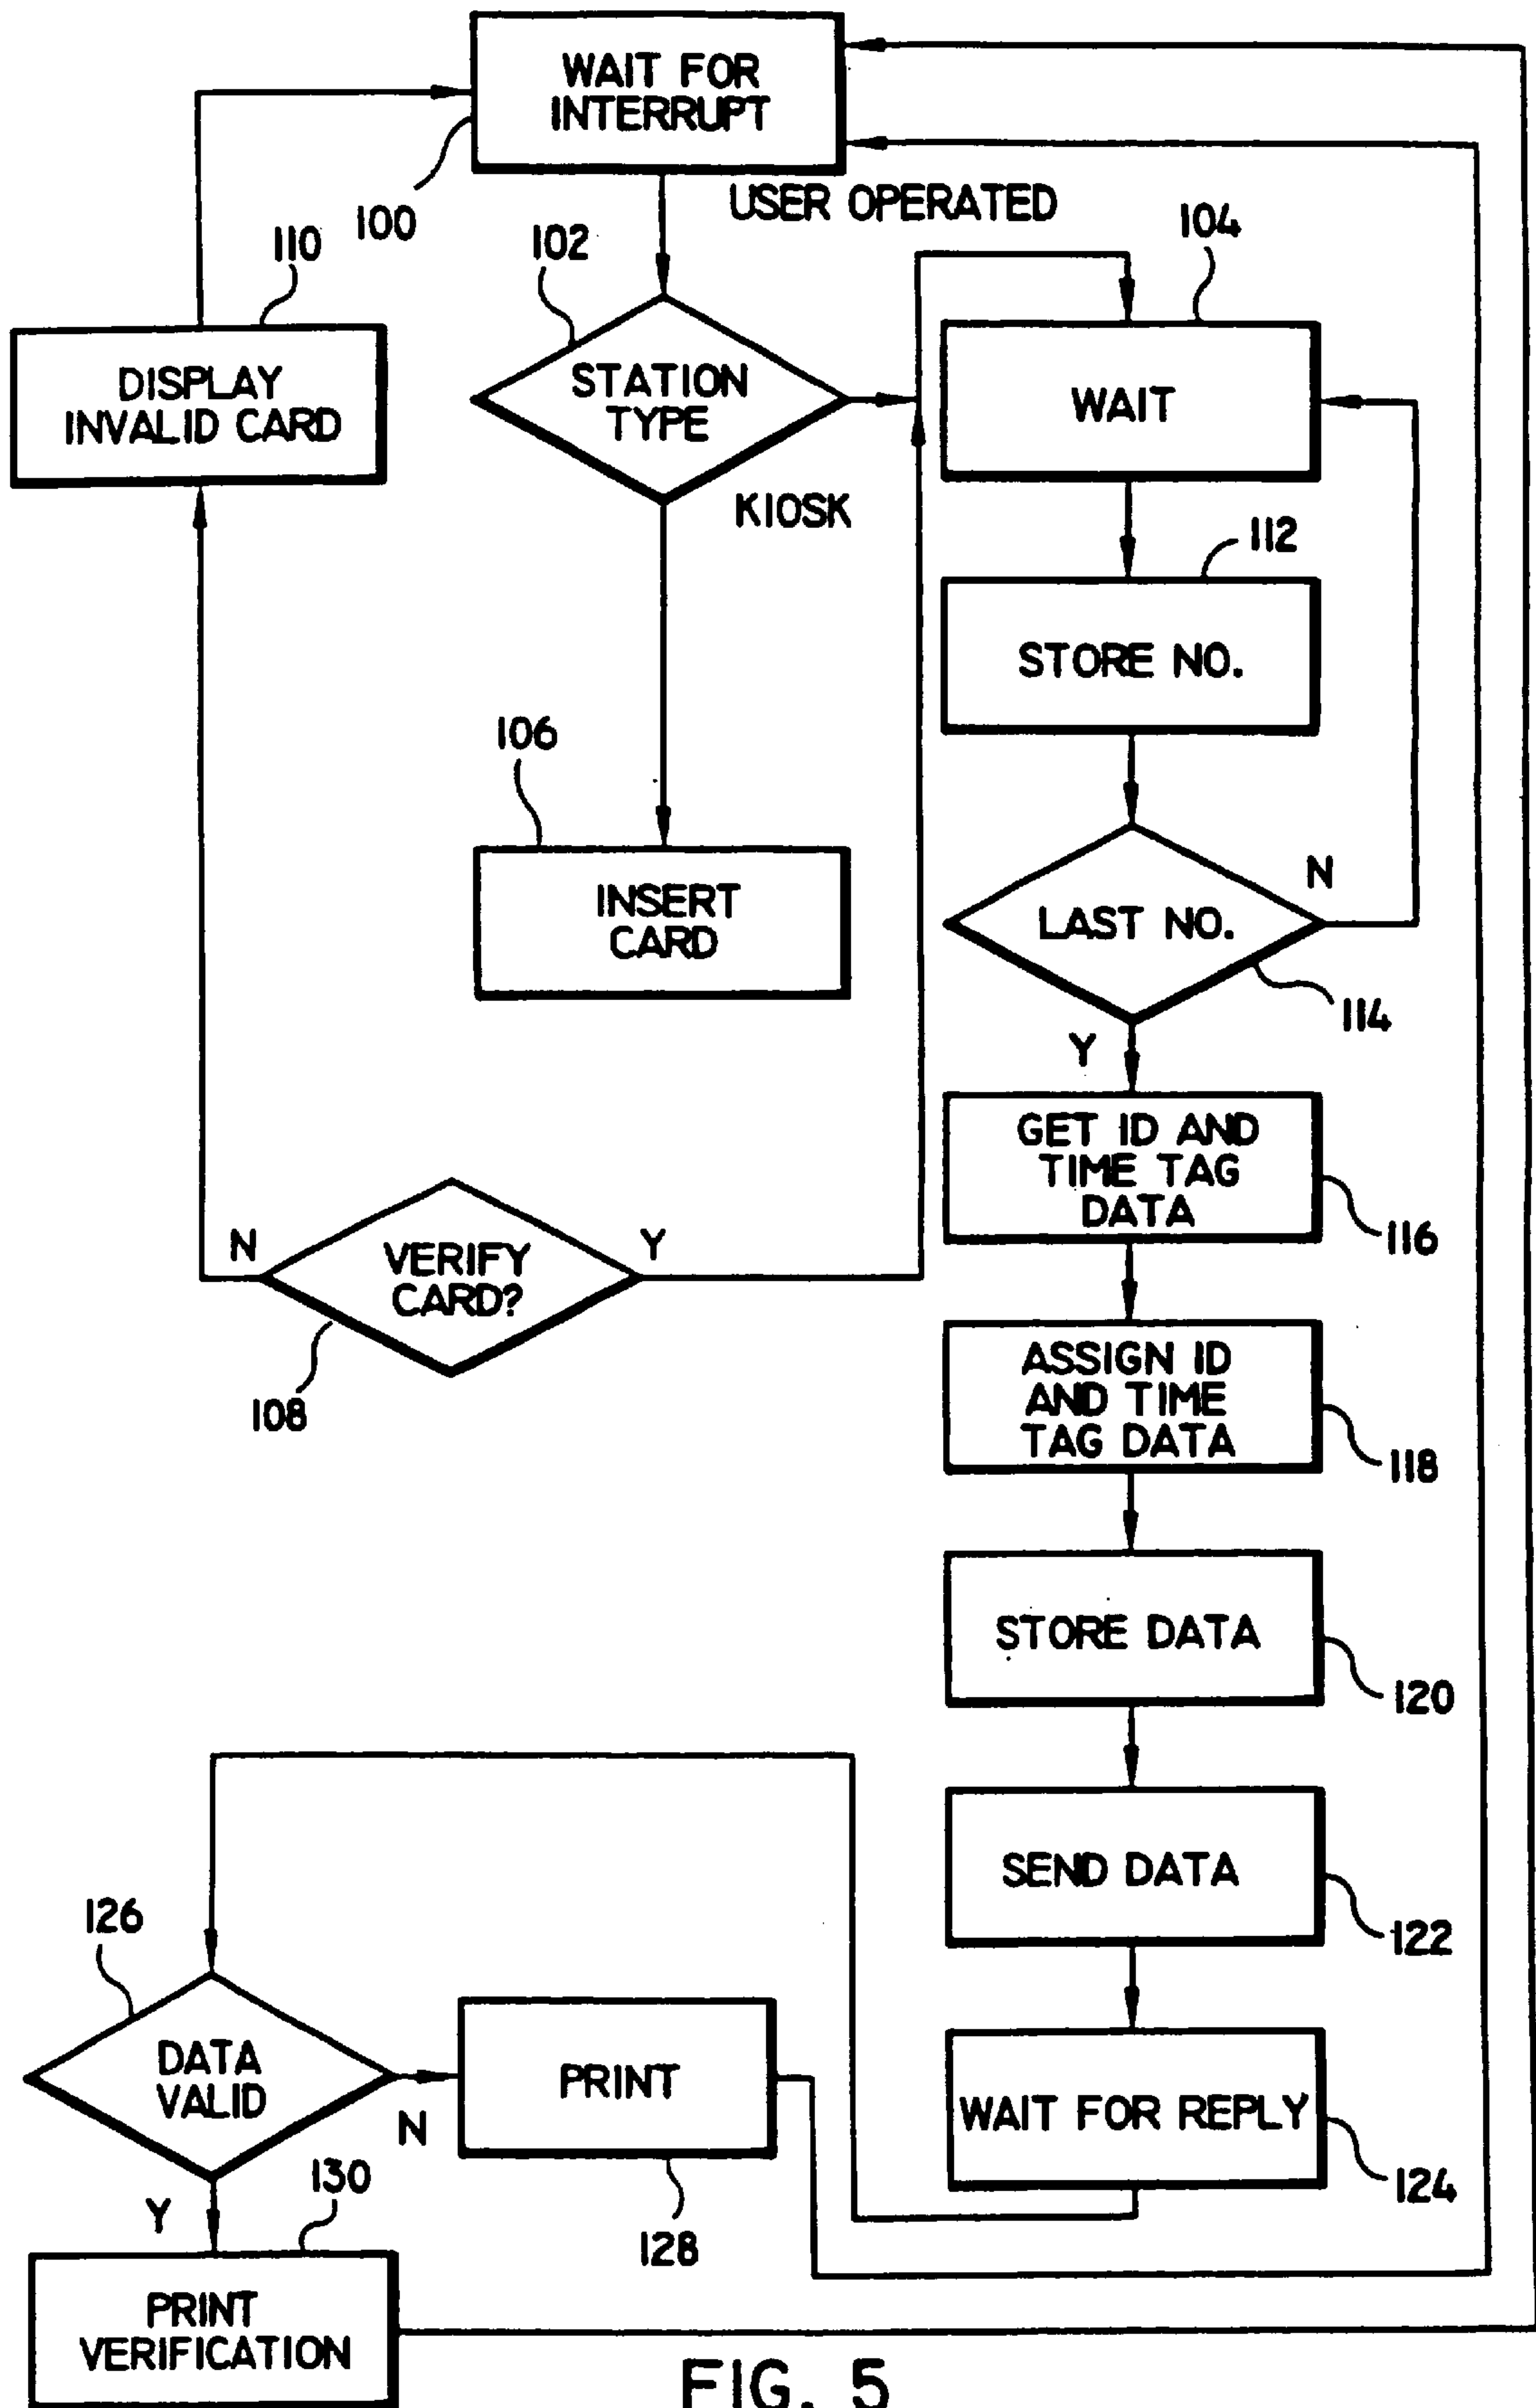 WAIT FOR
INTERRUPT
100
USER OPERATED
110
DISPLAY
INVALID CARD
102
STATION
TYPE
KIOSK
104
WAIT
112
STORE NO.
106
INSERT
CARD
LAST NO.
N
114
Y
GET ID AND
TIME TAG
DATA
116
N
VERIFY
CARD?
Y
108
ASSIGN ID
AND TIME
TAG DATA
118
STORE DATA
120
SEND DATA
122
WAIT FOR REPLY
124
126
DATA
VALID
N
PRINT
128
Y
130
PRINT
VERIFICATION
FIG. 5